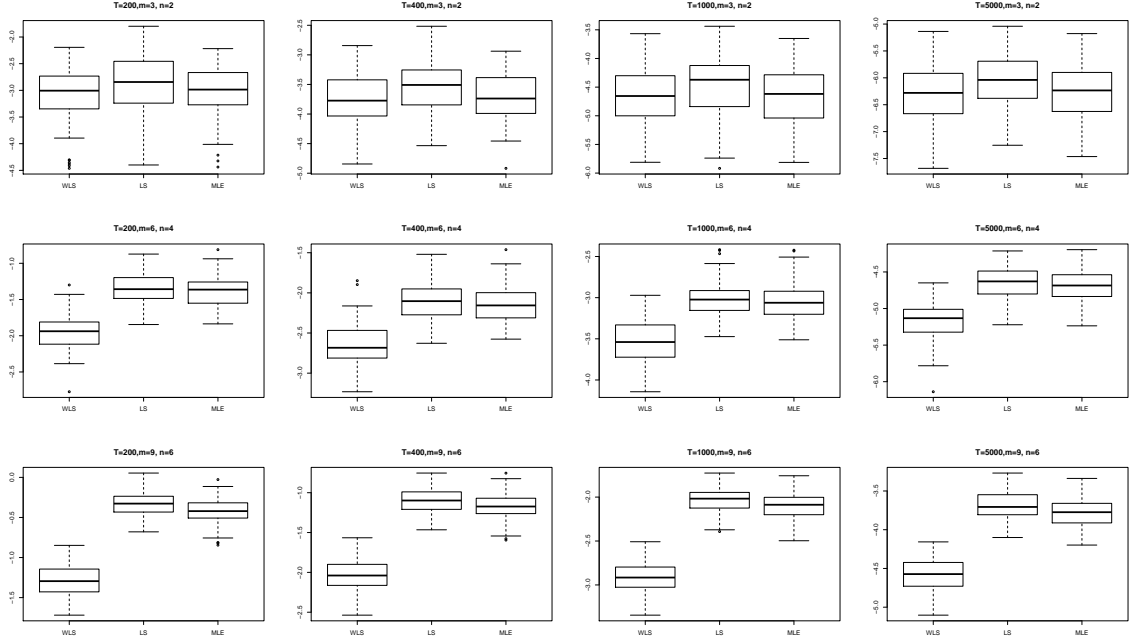 T=200,m=3, n=2
-2.0
-2.5
-3.0
-3.5
-4.0
-4.5
WLS LS MLE
T=400,m=3, n=2
-2.5
-3.0
-3.5
-4.0
-4.5
-5.0
WLS LS MLE
T=1000,m=3, n=2
-3.5
-4.0
-4.5
-5.0
-5.5
-6.0
WLS LS MLE
T=5000,m=3, n=2
-5.0
-5.5
-6.0
-6.5
-7.0
-7.5
WLS LS MLE
T=200,m=6, n=4
-1.0
-1.5
-2.0
-2.5
WLS LS MLE
T=400,m=6, n=4
-1.5
-2.0
-2.5
-3.0
WLS LS MLE
T=1000,m=6, n=4
-2.5
-3.0
-3.5
-4.0
WLS LS MLE
T=5000,m=6, n=4
-4.5
-5.0
-5.5
-6.0
WLS LS MLE
T=200,m=9, n=6
0.0
-0.5
-1.0
-1.5
WLS LS MLE
T=400,m=9, n=6
-1.0
-1.5
-2.0
-2.5
WLS LS MLE
T=1000,m=9, n=6
-2.0
-2.5
-3.0
WLS LS MLE
T=5000,m=9, n=6
-3.5
-4.0
-4.5
-5.0
WLS LS MLE